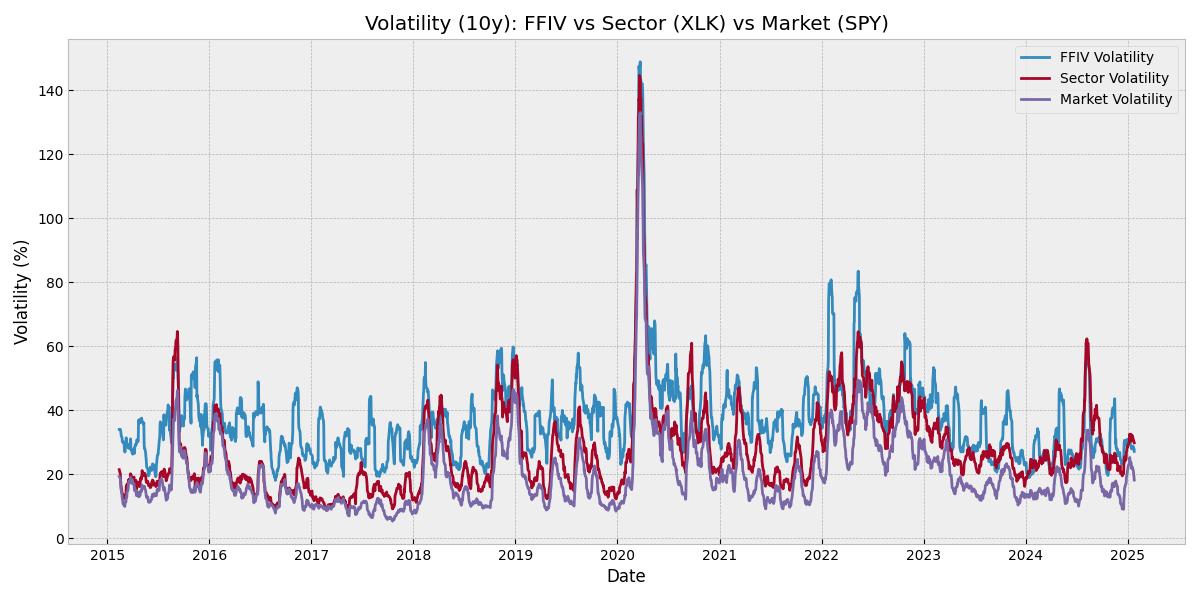 Volatility (10y): FFIV vs Sector (XLK) vs Market (SPY)
FFIV Volatility
Sector Volatility
Market Volatility
Volatility (%)
140
120
100
80
60
40
20
0
2015 2016 2017 2018 2019 2020 2021 2022 2023 2024 2025
Date